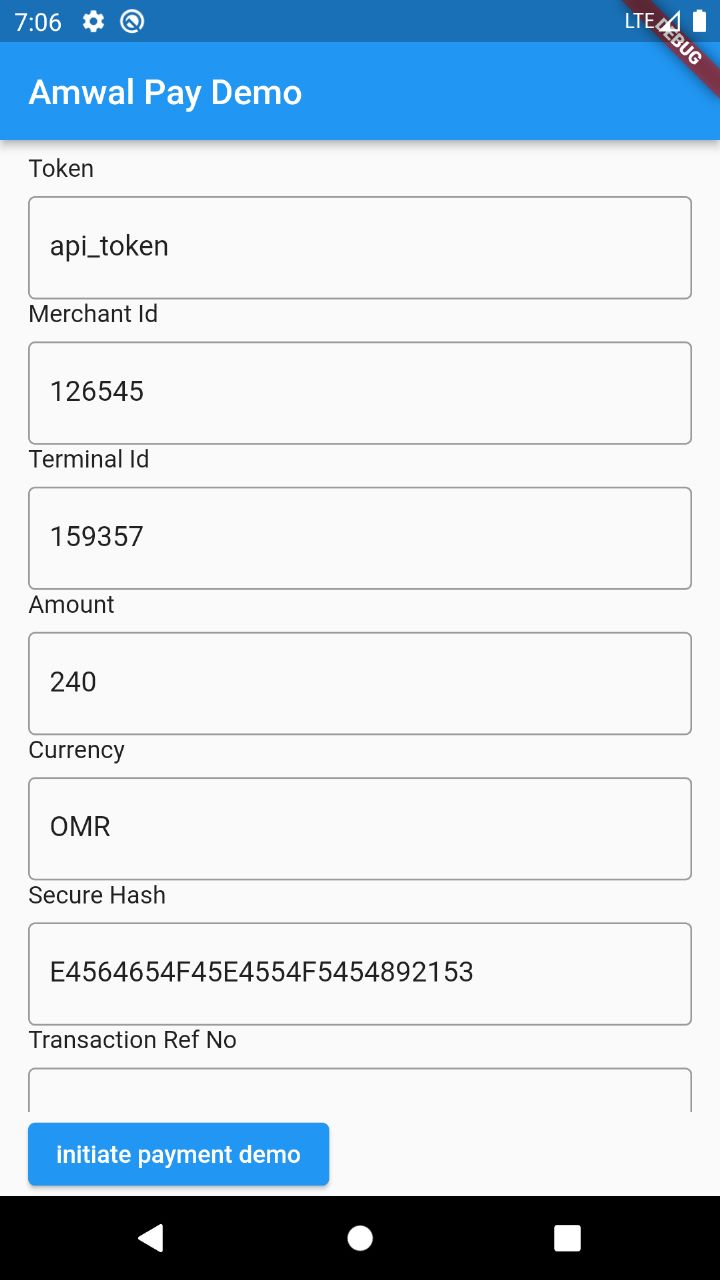 7:06
LTE
DEBUG
Amwal Pay Demo
Token
api_token
Merchant Id
126545
Terminal Id
159357
Amount
240
Currency
OMR
Secure Hash
E4564654F45E4554F5454892153
Transaction Ref No
initiate payment demo